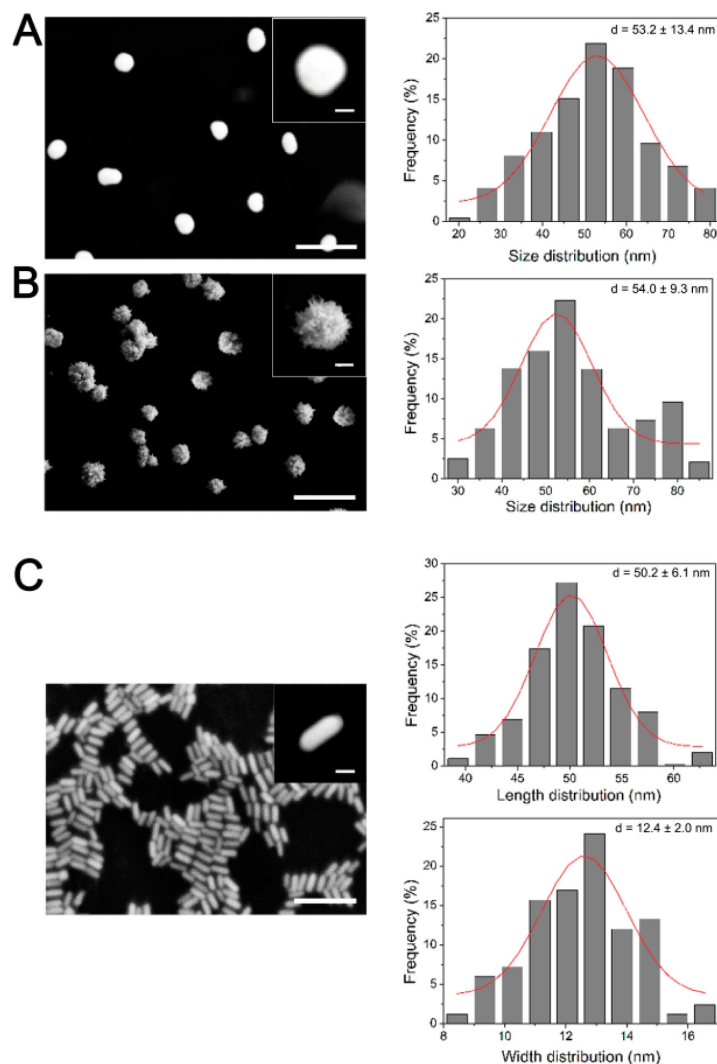 A
d = 53.2 ± 13.4 nm
Frequency (%)
25
20
15
10
5
0
20 30 40 50 60 70 80
Size distribution (nm)
B
d = 54.0 ± 9.3 nm
Frequency (%)
25
20
15
10
5
0
30 40 50 60 70 80
Size distribution (nm)
C
d = 50.2 ± 6.1 nm
Frequency (%)
30
25
20
15
10
5
0
40 45 50 55 60
Length distribution (nm)
d = 12.4 ± 2.0 nm
Frequency (%)
25
20
15
10
5
0
8 10 12 14 16
Width distribution (nm)